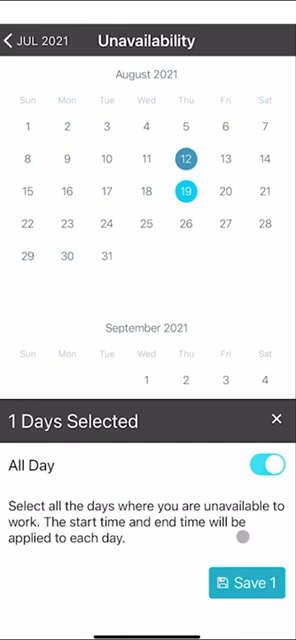 JUL 2021 Unavailability
August 2021
Sun Mon Tue Wed Thu Fri Sat
1 2 3 4 5 6 7
8 9 10 11 12 13 14
15 16 17 18 19 20 21
22 23 24 25 26 27 28
29 30 31
September 2021
Sun Mon Tue Wed Thu Fri Sat
1 2 3 4
1 Days Selected
All Day
Select all the days where you are unavailable to
work. The start time and end time will be
applied to each day.
Save 1